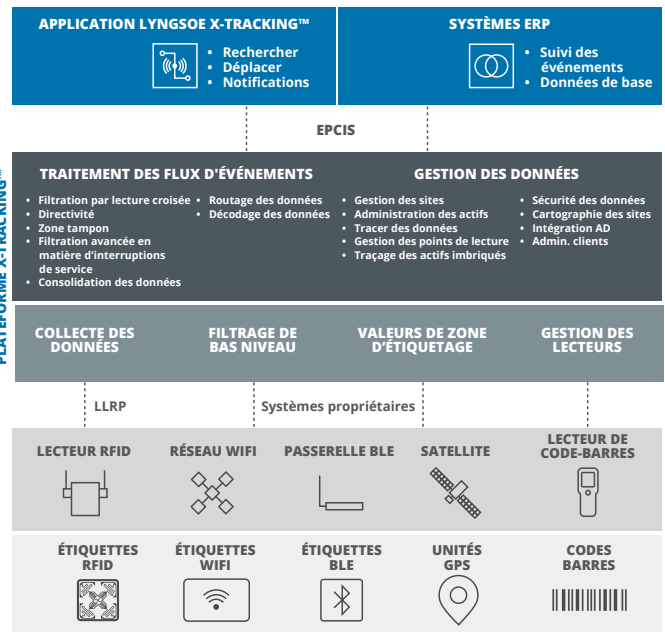 APPLICATION LYNGSOE X-TRACKING™
• Rechercher
• Déplacer
• Notifications
SYSTÈMES ERP
• Suivi des
événements
• Données de base
EPCIS
PLATEFORME X-TRACKING™
TRAITEMENT DES FLUX D'ÉVÉNEMENTS
• Filtration par lecture croisée
• Directivité
• Zone tampon
• Filtration avancée en
matière d'interruptions
de service
• Consolidation des données
• Routage des données
• Décodage des données
GESTION DES DONNÉES
• Gestion des sites
• Administration des actifs
• Tracer des données
• Gestion des points de lecture
• Traçage des actifs imbriqués
• Sécurité des données
• Cartographie des sites
• Intégration AD
• Admin. clients
COLLECTE DES
DONNÉES
FILTRAGE DE
BAS NIVEAU
VALEURS DE ZONE
D’ÉTIQUETAGE
GESTION DES
LECTEURS
LLRP
Systèmes propriétaires
LECTEUR RFID
RÉSEAU WIFI
PASSERELLE BLE
SATELLITE
LECTEUR DE
CODE-BARRES
ÉTIQUETTES
RFID
ÉTIQUETTES
WIFI
ÉTIQUETTES
BLE
UNITÉS
GPS
CODES
BARRES